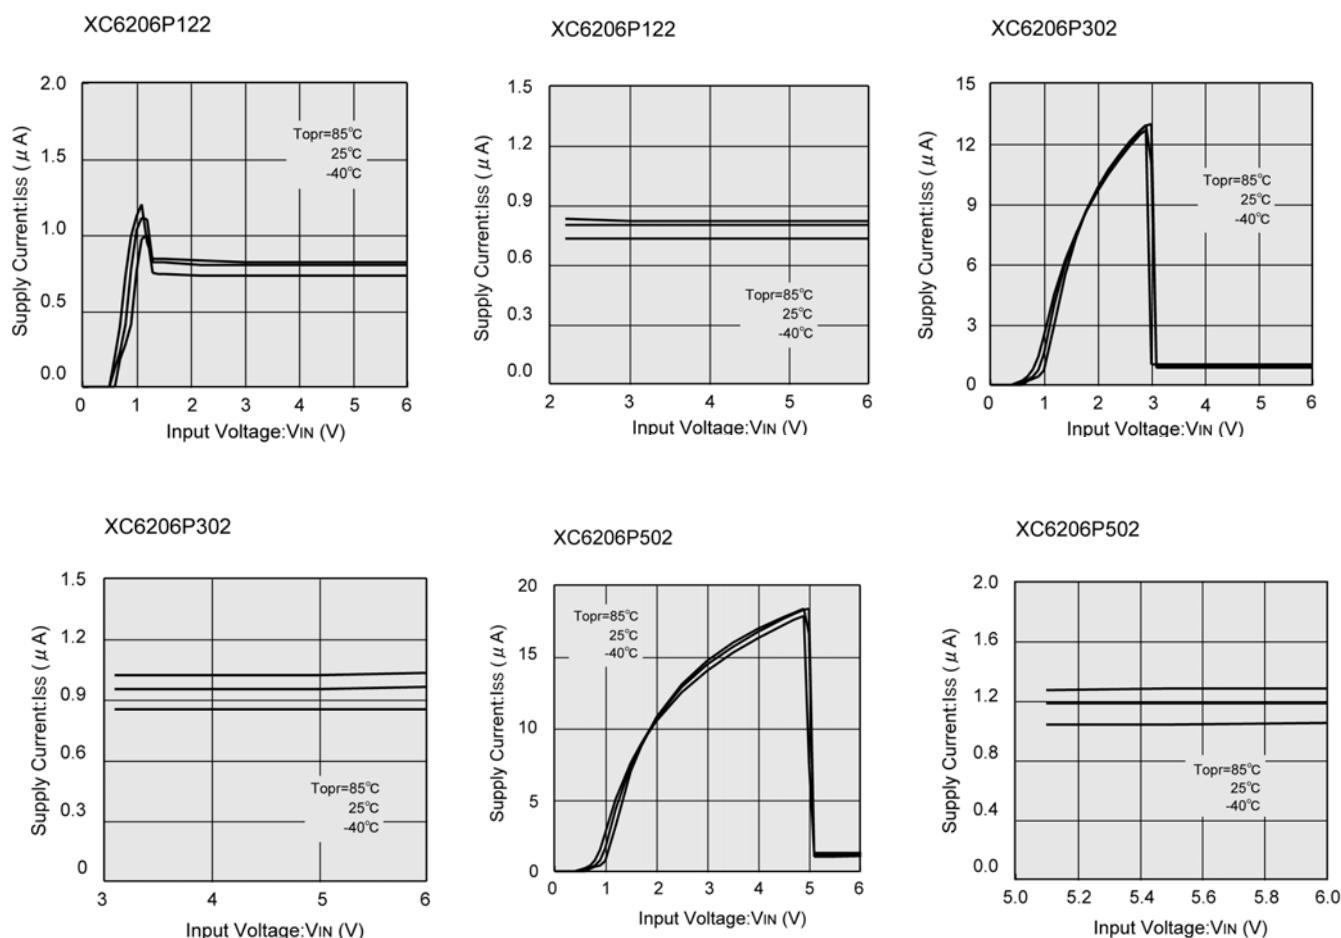 XC6206P122
2.0
1.5
1.0
0.5
0.0
Supply Current:Iss ( μ A)
Topr=85℃
25℃
-40℃
0 1 2 3 4 5 6
Input Voltage:VIN (V)
XC6206P122
1.5
1.2
0.9
0.6
0.3
0.0
Supply Current:Iss ( μ A)
Topr=85℃
25℃
-40℃
2 3 4 5 6
Input Voltage:VIN (V)
XC6206P302
15
12
9
6
3
0
Supply Current:Iss ( μ A)
Topr=85℃
25℃
-40℃
0 1 2 3 4 5 6
Input Voltage:VIN (V)
XC6206P302
1.5
1.2
0.9
0.6
0.3
0
Supply Current:Iss ( μ A)
Topr=85℃
25℃
-40℃
3 4 5 6
Input Voltage:VIN (V)
XC6206P502
20
15
10
5
0
Supply Current:Iss ( μ A)
Topr=85℃
25℃
-40℃
0 1 2 3 4 5 6
Input Voltage:VIN (V)
XC6206P502
2.0
1.6
1.2
0.8
0.4
0.0
Supply Current:Iss ( μ A)
Topr=85℃
25℃
-40℃
5.0 5.2 5.4 5.6 5.8 6.0
Input Voltage:VIN (V)